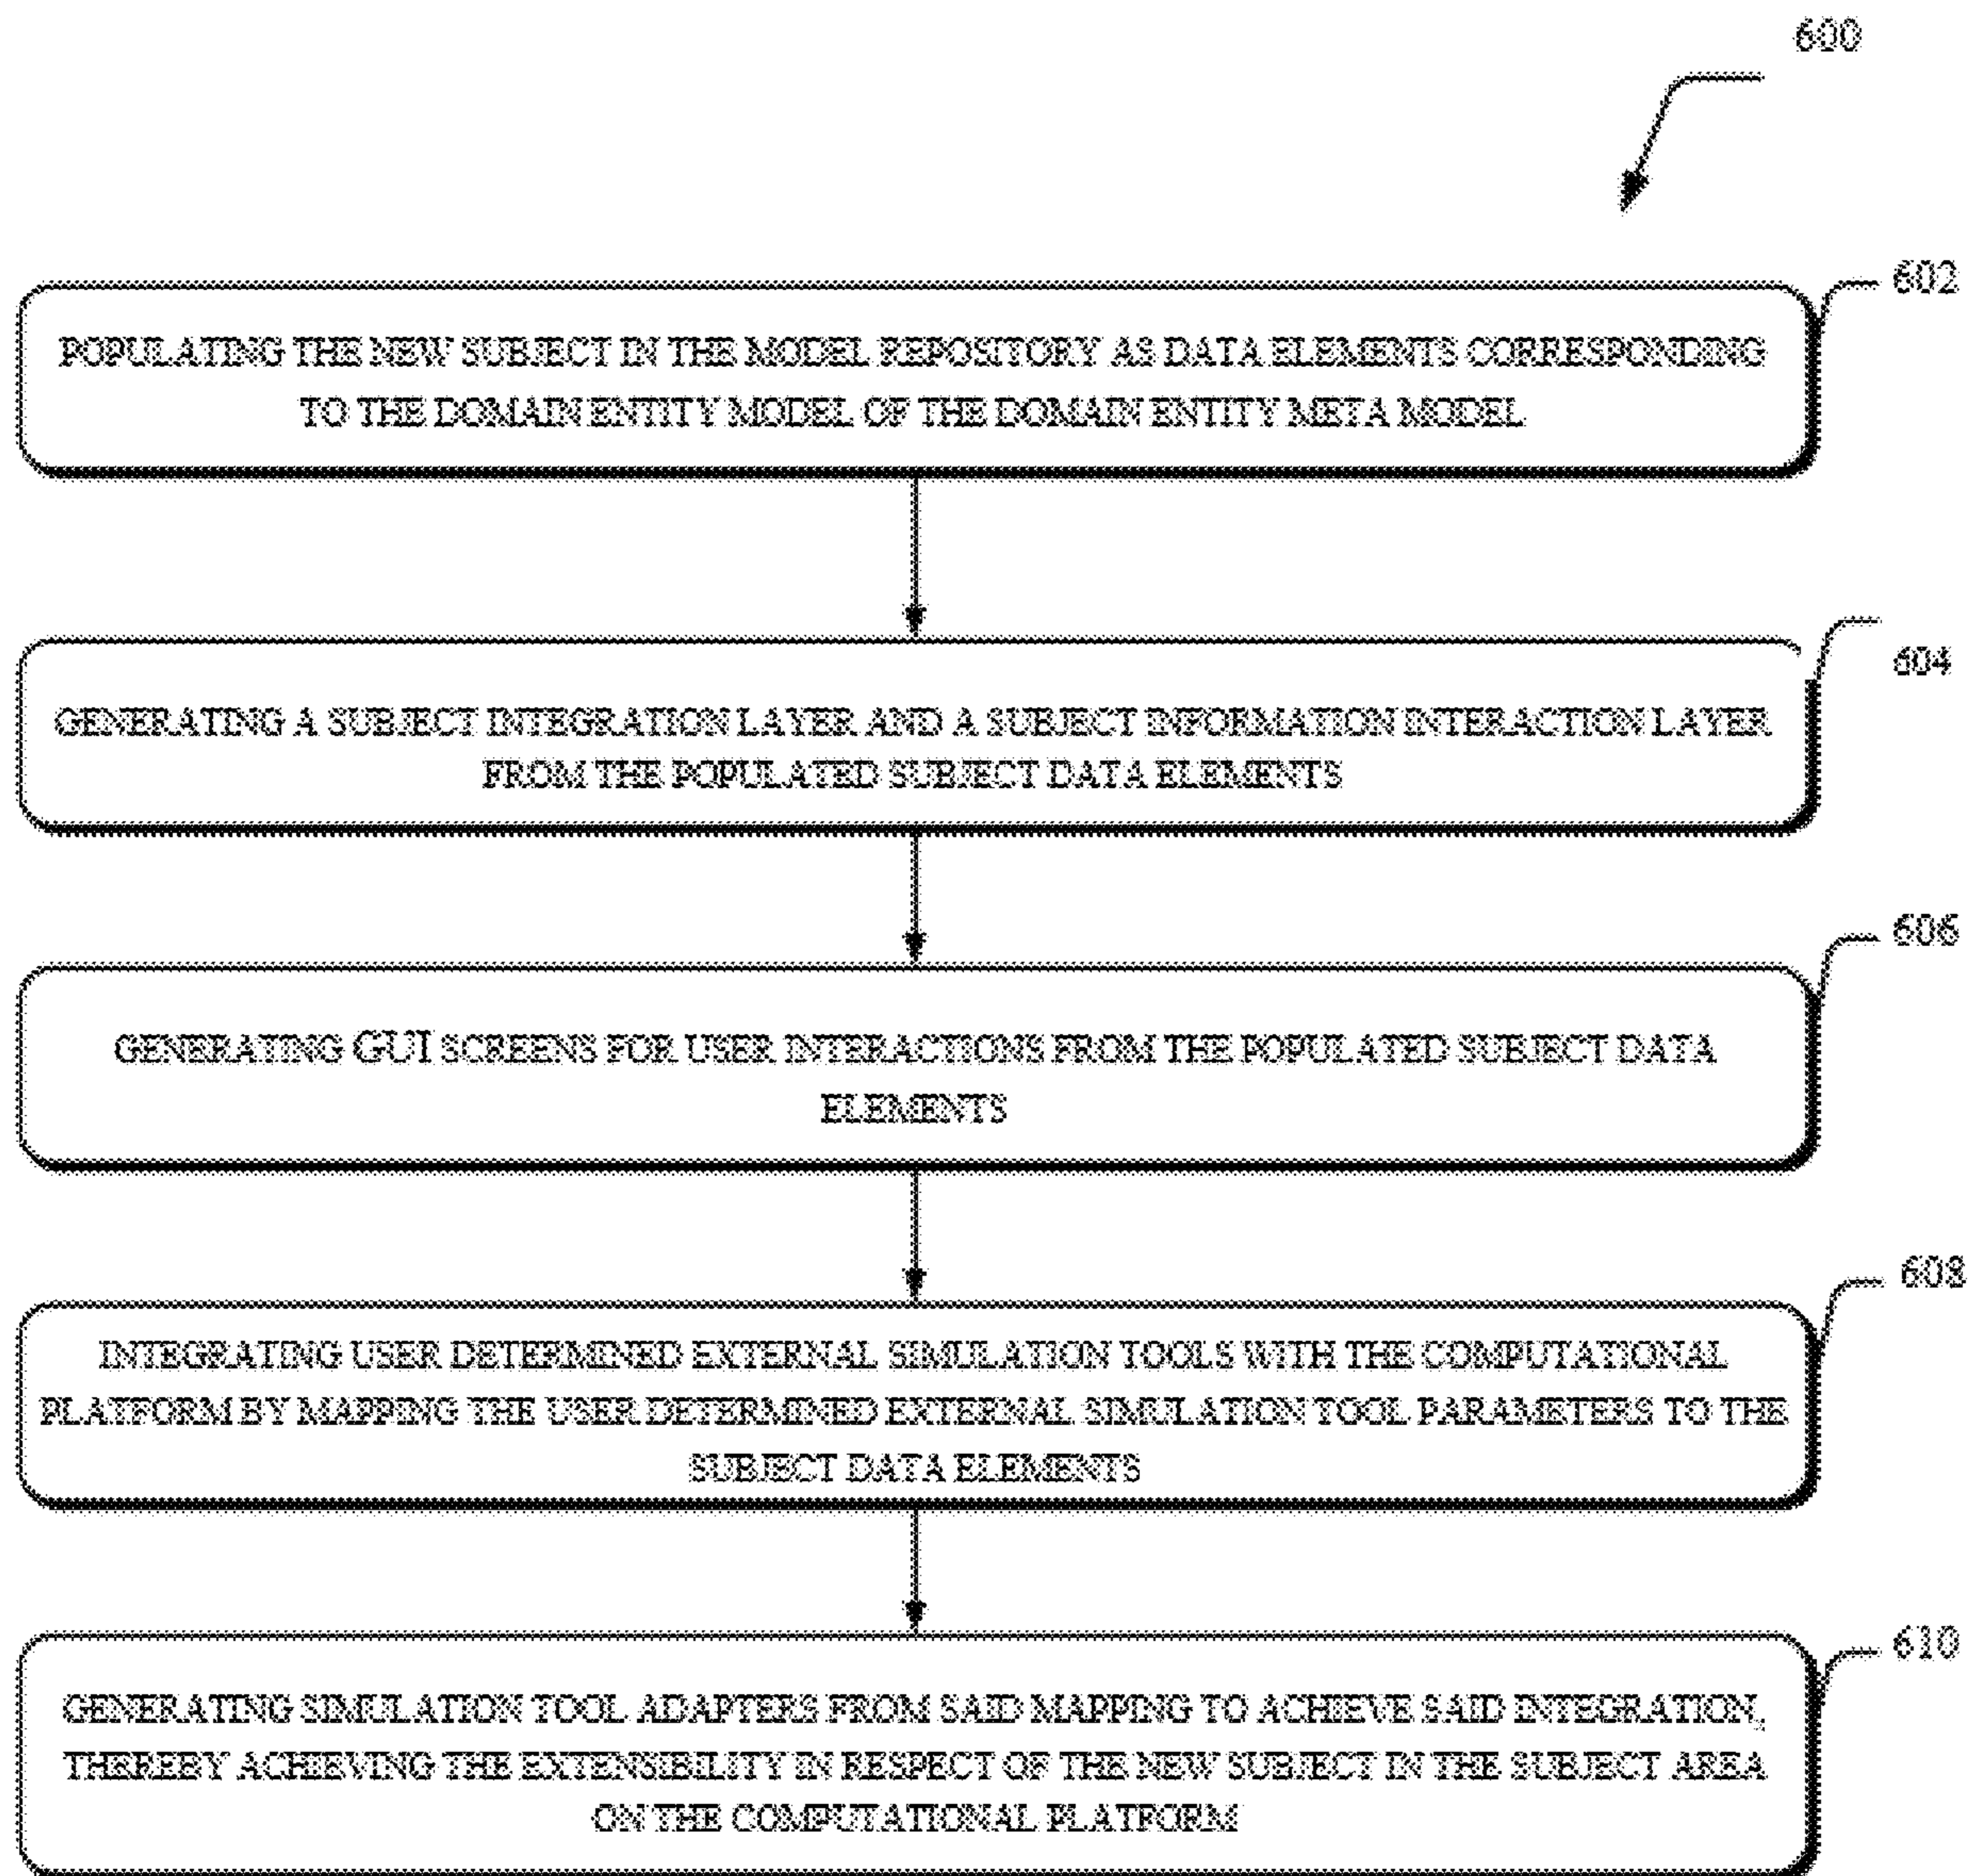 600
602
POPULATING THE NEW SUBJECT IN THE MODEL REPOSITORY AS DATA ELEMENTS CORRESPONDING
TO THE DOMAIN ENTITY MODEL OF THE DOMAIN ENTITY META MODEL
604
GENERATING A SUBJECT INTEGRATION LAYER AND A SUBJECT INFORMATION INTERACTION LAYER
FROM THE POPULATED SUBJECT DATA ELEMENTS
606
GENERATING GUI SCREENS FOR USER INTERACTIONS FROM THE POPULATED SUBJECT DATA
ELEMENTS
608
INTEGRATING USER DETERMINED EXTERNAL SIMULATION TOOLS WITH THE COMPUTATIONAL
PLATFORM BY MAPPING THE USER DETERMINED EXTERNAL SIMULATION TOOL PARAMETERS TO THE
SUBJECT DATA ELEMENTS
610
GENERATING SIMULATION TOOL ADAPTERS FROM SAID MAPPING TO ACHIEVE SAID INTEGRATION,
THEREBY ACHIEVING THE EXTENSIBILITY IN RESPECT OF THE NEW SUBJECT IN THE SUBJECT AREA
ON THE COMPUTATIONAL PLATFORM